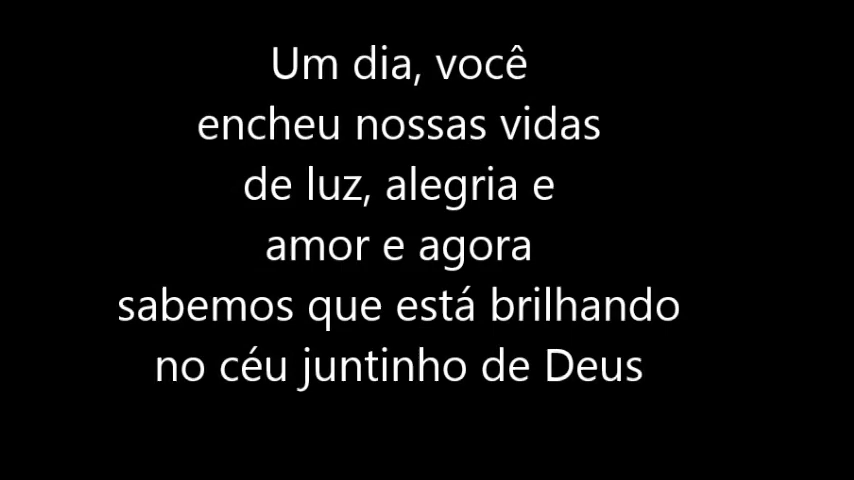 Um dia, você
encheu nossas vidas
de luz, alegria e
amor e agora
sabemos que está brilhando
no céu juntinho de Deus